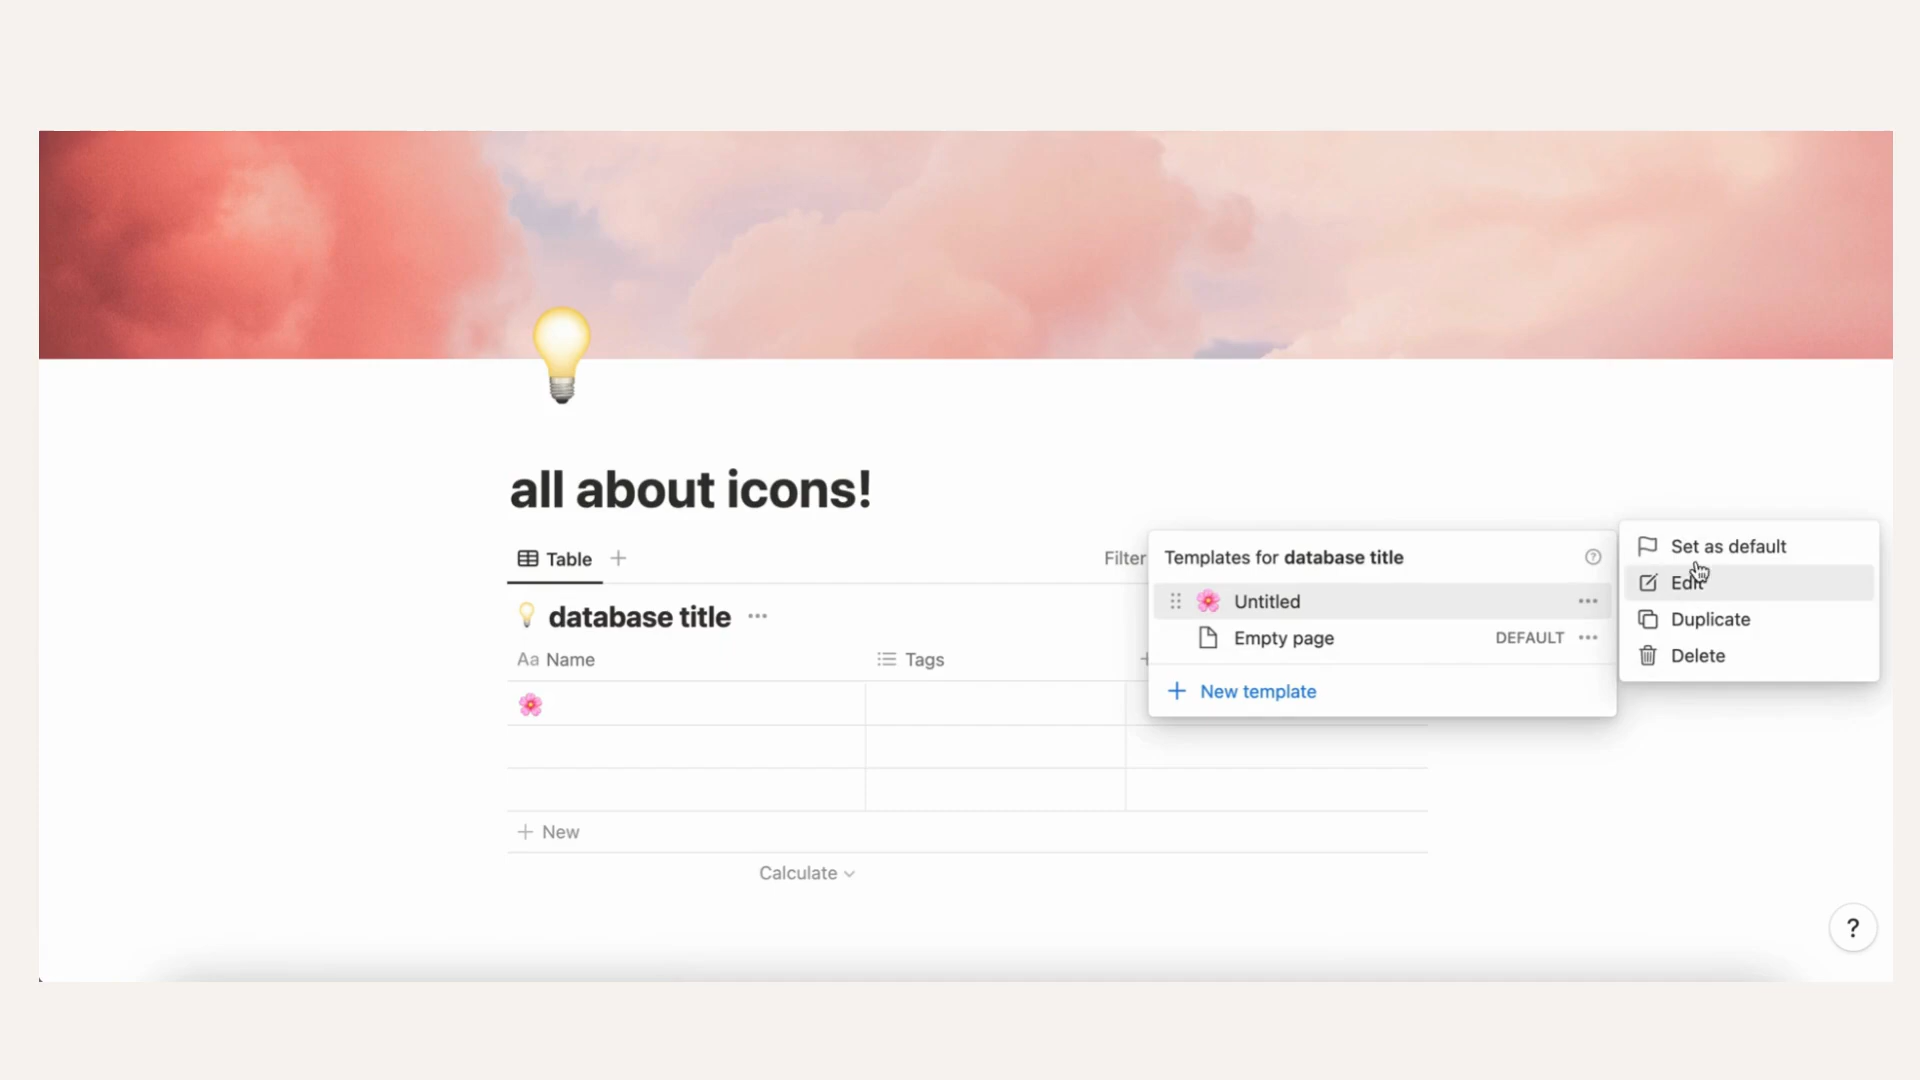 all about icons!
Table
Filter
database title
Aa Name
Tags
New
Calculate
Templates for database title
Untitled
Empty page
DEFAULT
New template
Set as default
Edit
Duplicate
Delete
?